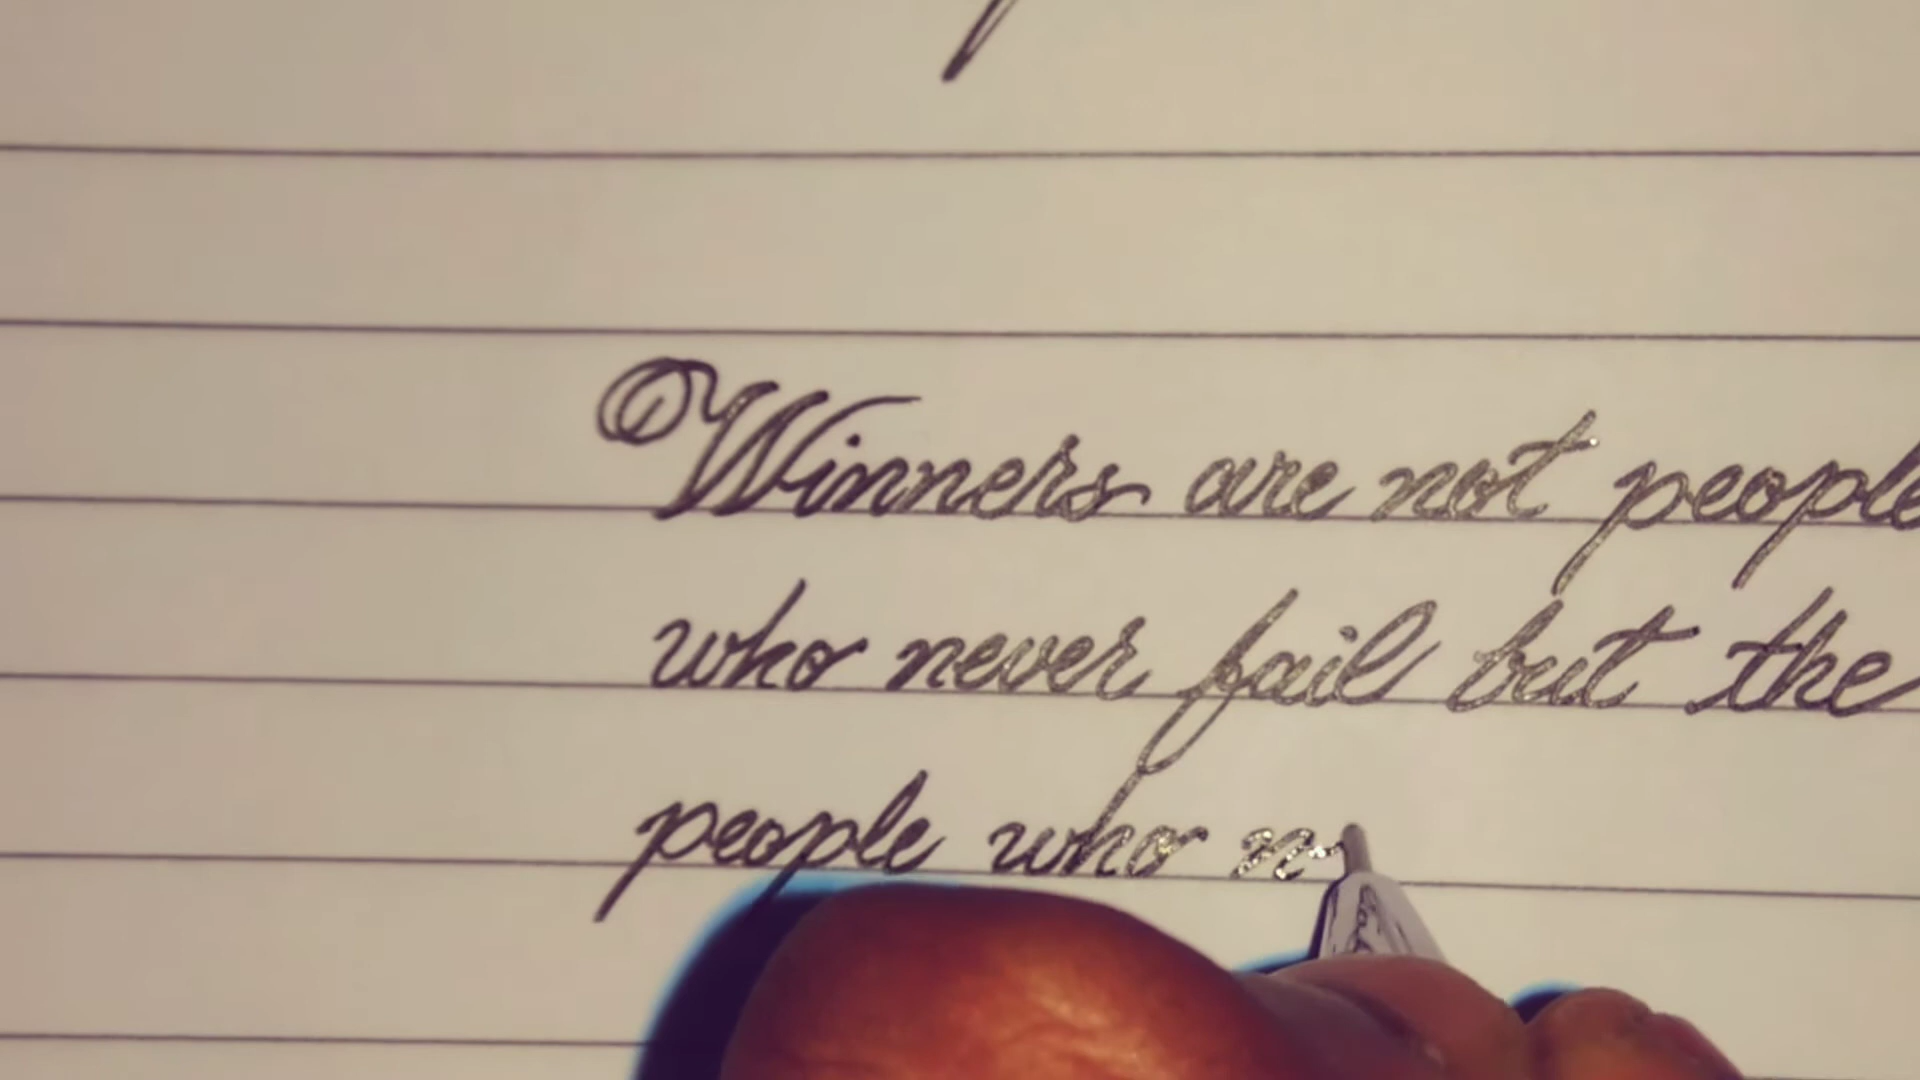 Winners are not people
who never fail but the
people who n